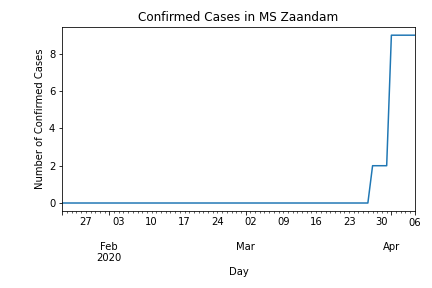 Confirmed Cases in MS Zaandam
Number of Confirmed Cases
8
6
4
2
0
27 03 10 17 24 02 09 16 23 30 06
Feb Mar Apr
2020
Day